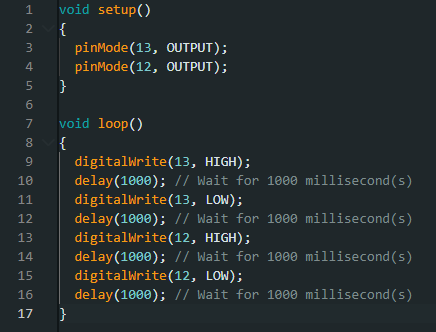 1 void setup()
2 {
3   pinMode(13, OUTPUT);
4   pinMode(12, OUTPUT);
5 }
6
7 void loop()
8 {
9   digitalWrite(13, HIGH);
10   delay(1000); // Wait for 1000 millisecond(s)
11   digitalWrite(13, LOW);
12   delay(1000); // Wait for 1000 millisecond(s)
13   digitalWrite(12, HIGH);
14   delay(1000); // Wait for 1000 millisecond(s)
15   digitalWrite(12, LOW);
16   delay(1000); // Wait for 1000 millisecond(s)
17 }